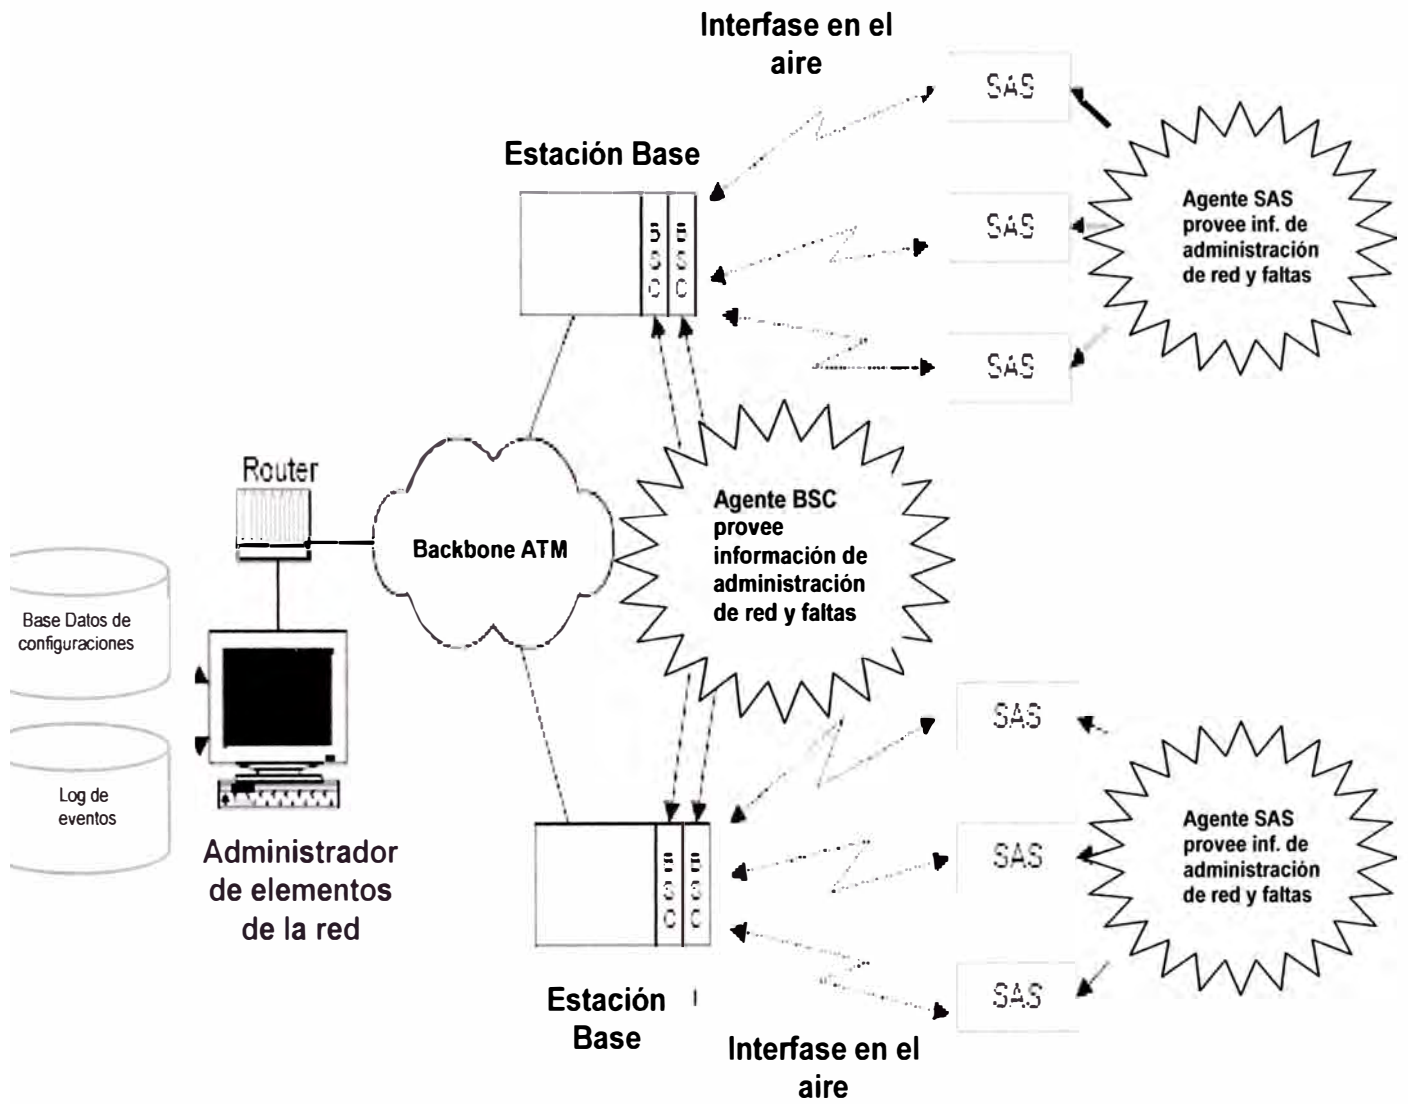 Interfase en el
aire
SAS
Estación Base
B B
S S
C C
SAS
Agente SAS
provee inf. de
administración
de red y faltas
SAS
Router
Backbone ATM
Agente BSC
provee
información de
administración
de red y faltas
Base Datos de
configuraciones
Log de
eventos
Administrador
de elementos
de la red
SAS
B B
S S
C C
SAS
Agente SAS
provee inf. de
administración
de red y faltas
SAS
Estación
Base
Interfase en el
aire